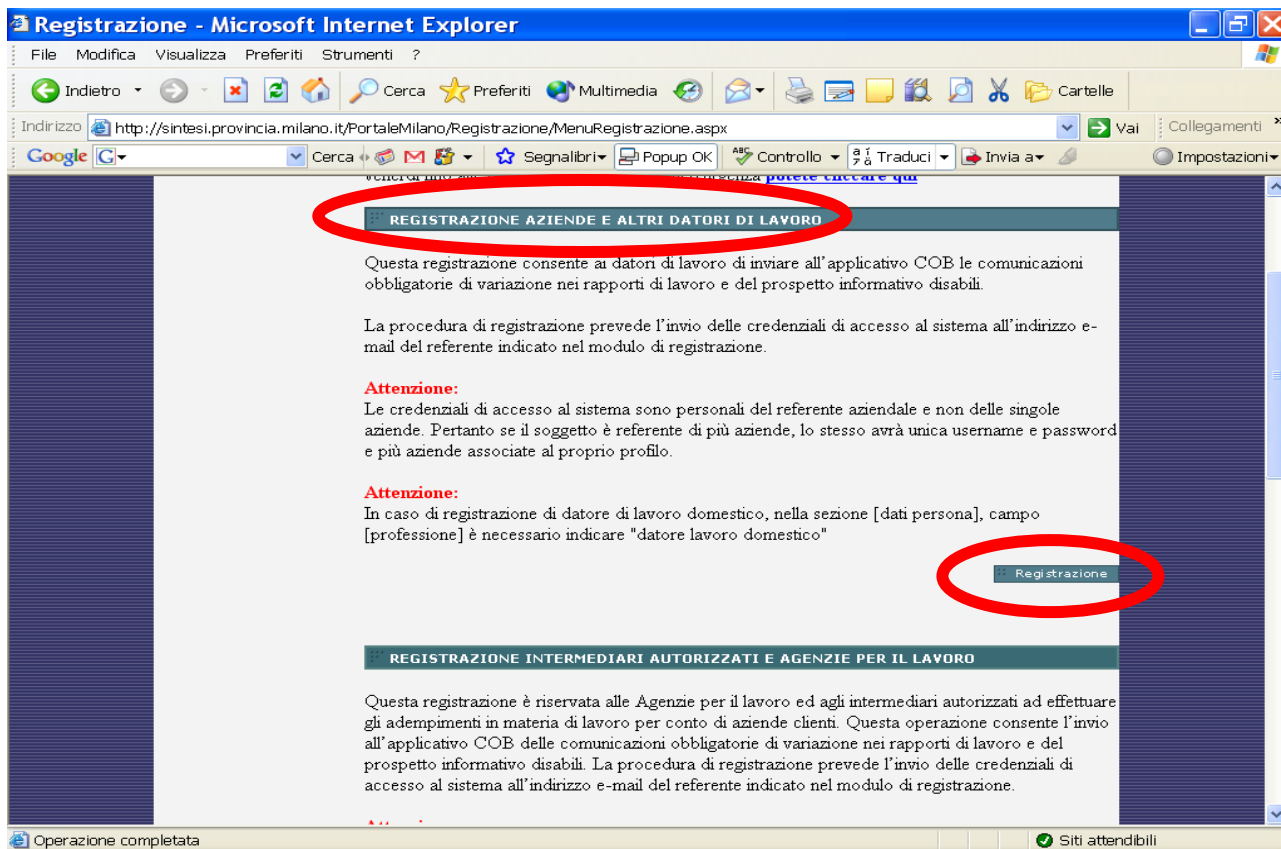 Registrazione - Microsoft Internet Explorer
File Modifica Visualizza Preferiti Strumenti ?
Indietro Cerca Preferiti Multimedia Cartelle
Indirizzo http://sintesi.provincia.milano.it/PortaleMilano/Registrazione/MenuRegistrazione.aspx Vai Collegamenti »
Google G Cerca Segnalibri Popup OK Controllo Traduci Invia a Impostazioni
potete cliccare qui
REGISTRAZIONE AZIENDE E ALTRI DATORI DI LAVORO
Questa registrazione consente ai datori di lavoro di inviare all'applicativo COB le comunicazioni
obbligatorie di variazione nei rapporti di lavoro e del prospetto informativo disabili.
La procedura di registrazione prevede l'invio delle credenziali di accesso al sistema all'indirizzo e-
mail del referente indicato nel modulo di registrazione.
Attenzione:
Le credenziali di accesso al sistema sono personali del referente aziendale e non delle singole
aziende. Pertanto se il soggetto è referente di più aziende, lo stesso avrà unica username e password
e più aziende associate al proprio profilo.
Attenzione:
In caso di registrazione di datore di lavoro domestico, nella sezione [dati persona], campo
[professione] è necessario indicare "datore lavoro domestico"
Registrazione
REGISTRAZIONE INTERMEDIARI AUTORIZZATI E AGENZIE PER IL LAVORO
Questa registrazione è riservata alle Agenzie per il lavoro ed agli intermediari autorizzati ad effettuare
gli adempimenti in materia di lavoro per conto di aziende clienti. Questa operazione consente l'invio
all'applicativo COB delle comunicazioni obbligatorie di variazione nei rapporti di lavoro e del
prospetto informativo disabili. La procedura di registrazione prevede l'invio delle credenziali di
accesso al sistema all'indirizzo e-mail del referente indicato nel modulo di registrazione.
Operazione completata Siti attendibili